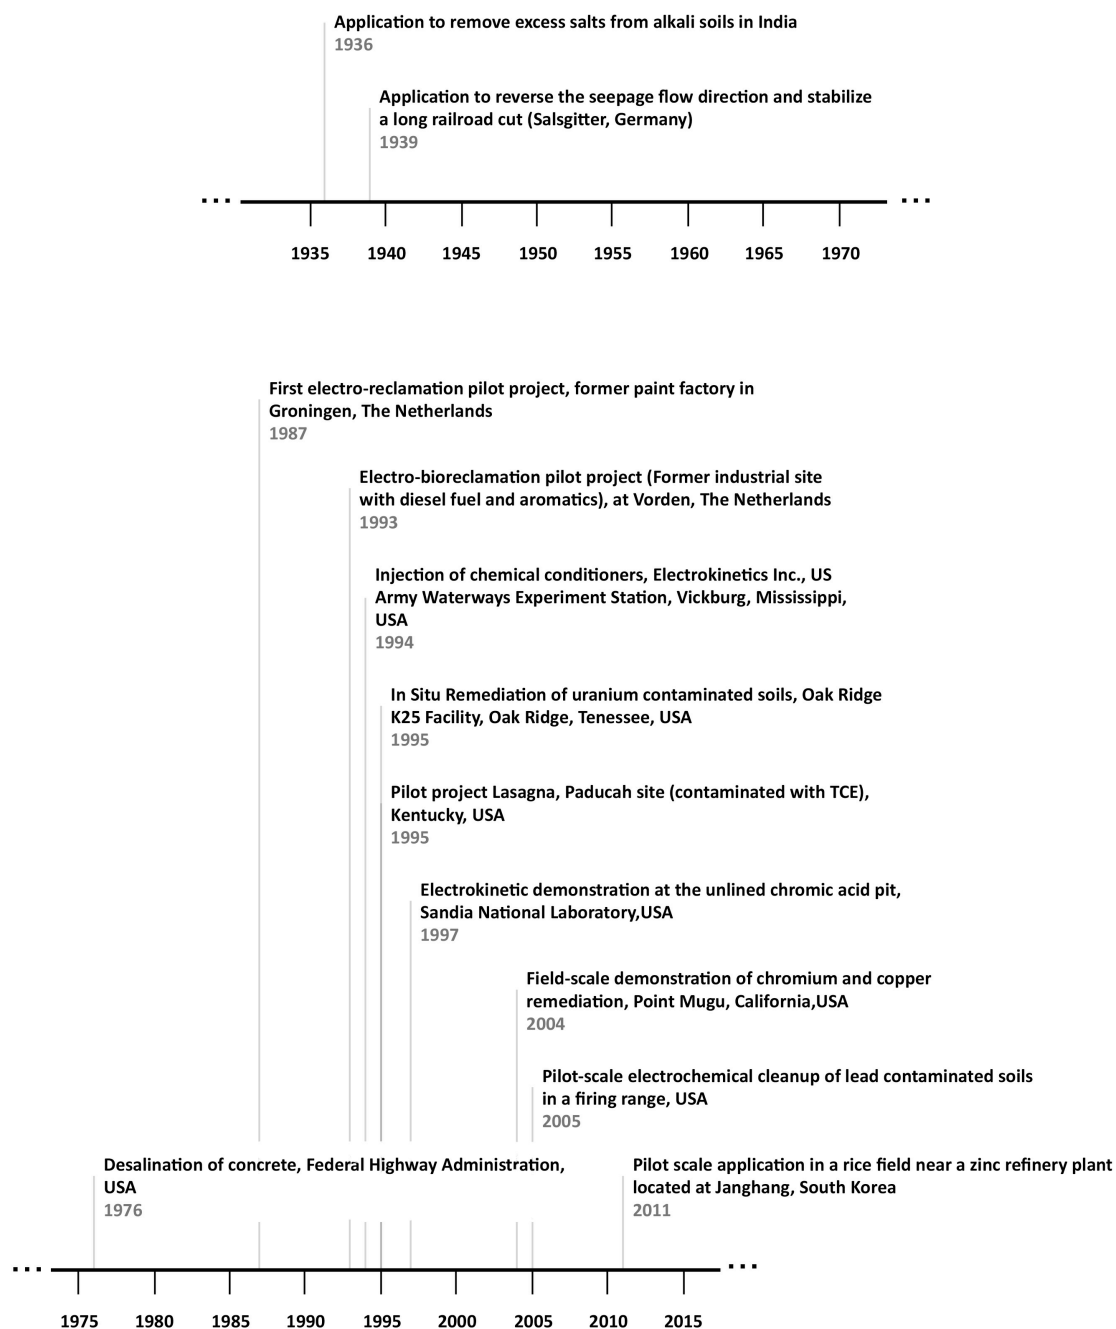 Application to remove excess salts from alkali soils in India
1936
Application to reverse the seepage flow direction and stabilize
a long railroad cut (Salsgitter, Germany)
1939
... ...
1935 1940 1945 1950 1955 1960 1965 1970
First electro-reclamation pilot project, former paint factory in
Groningen, The Netherlands
1987
Electro-bioreclamation pilot project (Former industrial site
with diesel fuel and aromatics), at Vorden, The Netherlands
1993
Injection of chemical conditioners, Electrokinetics Inc., US
Army Waterways Experiment Station, Vickburg, Mississippi,
USA
1994
In Situ Remediation of uranium contaminated soils, Oak Ridge
K25 Facility, Oak Ridge, Tenessee, USA
1995
Pilot project Lasagna, Paducah site (contaminated with TCE),
Kentucky, USA
1995
Electrokinetic demonstration at the unlined chromic acid pit,
Sandia National Laboratory,USA
1997
Field-scale demonstration of chromium and copper
remediation, Point Mugu, California,USA
2004
Pilot-scale electrochemical cleanup of lead contaminated soils
in a firing range, USA
2005
Desalination of concrete, Federal Highway Administration,
USA
1976
Pilot scale application in a rice field near a zinc refinery plant
located at Janghang, South Korea
2011
... ...
1975 1980 1985 1990 1995 2000 2005 2010 2015